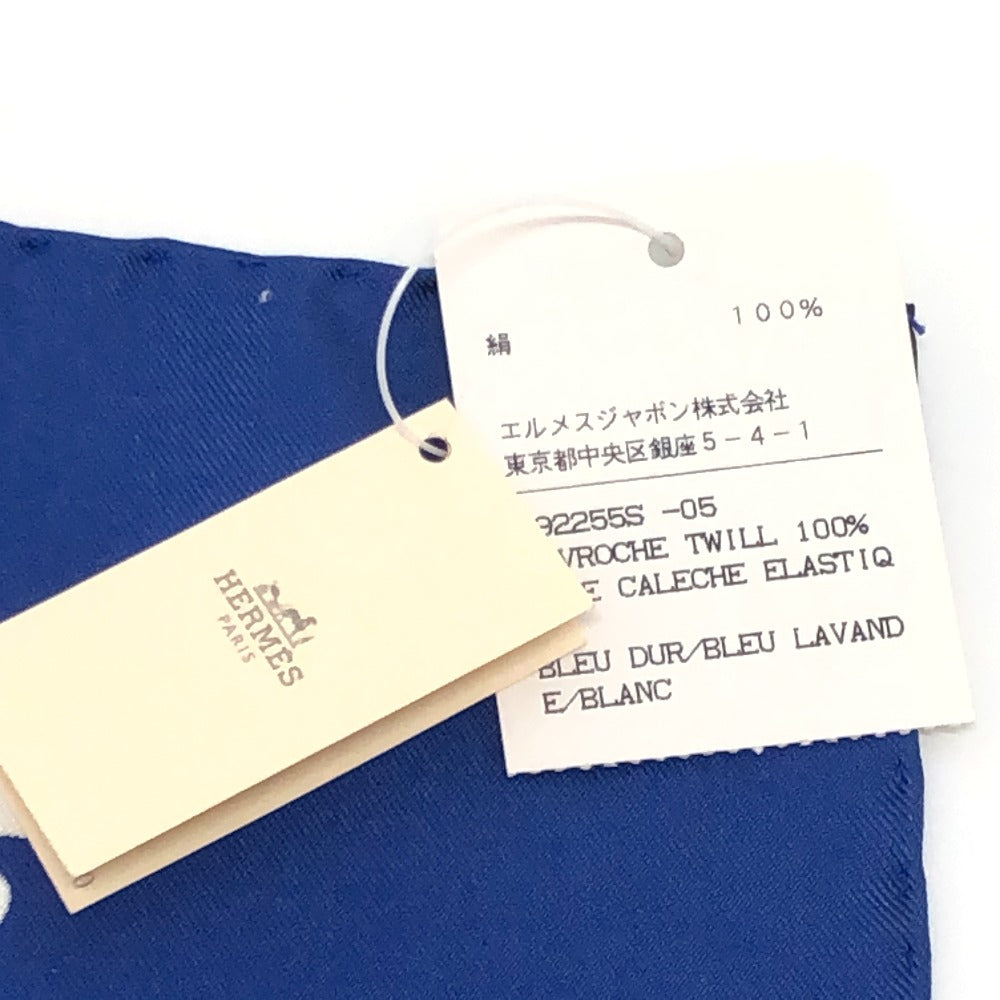 絹 100%
エルメスジャポン株式会社
東京都中央区銀座5-4-1
92255S -05
TWILL 100%
CALECHE ELASTIQ
BLEU DUR/BLEU LAVAND
E/BLANC
HERMES
PARIS